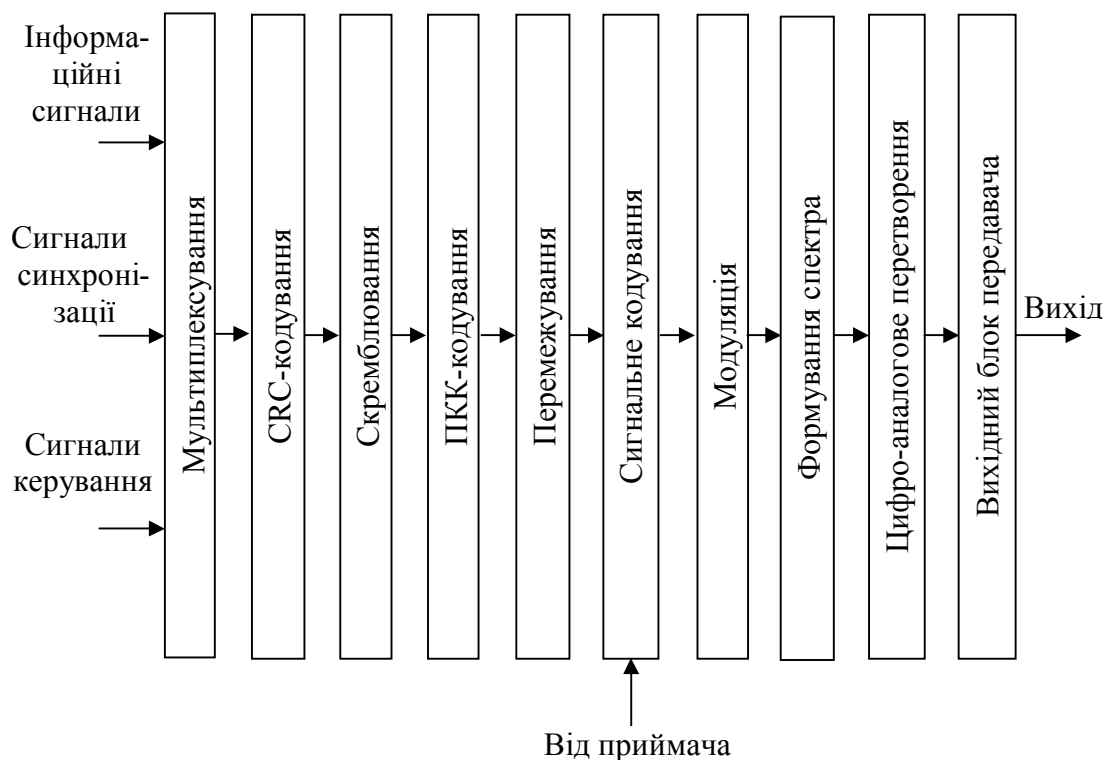 Інформа-
ційні
сигнали
Сигнали
синхроні-
зації
Сигнали
керування
Мультиплексування
CRC-кодування
Скремблювання
ПКК-кодування
Перемежування
Сигнальне кодування
Модуляція
Формування спектра
Цифро-аналогове перетворення
Вихідний блок передавача
Вихід
Від приймача